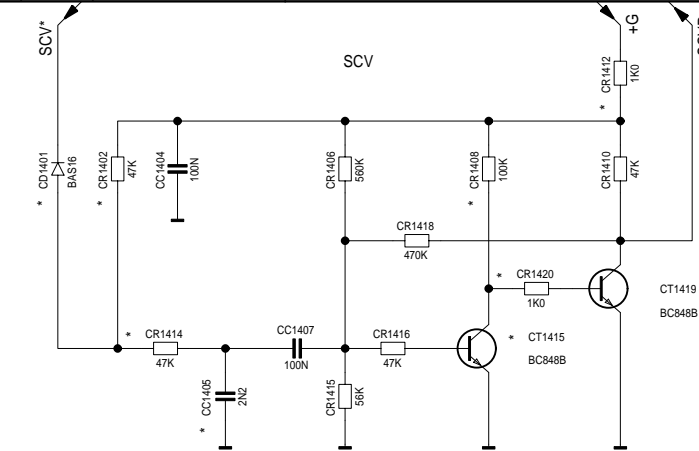 SCV*
SCV
+G
CR1412
1K0
*
CD1401
BAS16
*
CR1402
47K
*
CC1404
100N
CR1406
560K
CR1408
100K
*
CR1410
47K
CR1418
470K
*
CR1420
1K0
CT1419
BC848B
*
CR1414
47K
CC1407
100N
CR1416
47K
*
CT1415
BC848B
CC1405
2N2
*
CR1415
56K